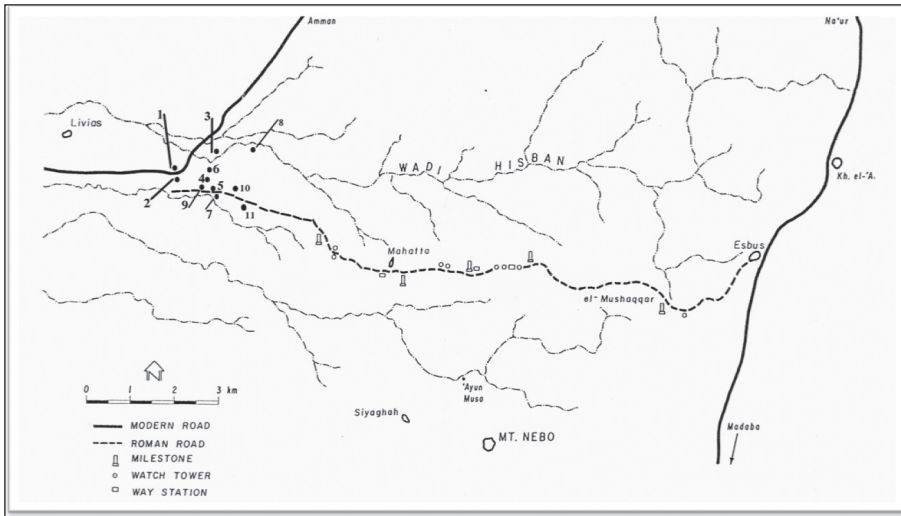 Amman
Na'ur
1
3
8
Livias
6
WADI HISBAN
4
Kh. el-'A.
5
10
2
9
7
11
Esbus
Mahatta
el-Mushaqqar
N
0 1 2 3 km
'Ayun
Musa
Siyaghah
MT. NEBO
Madaba
MODERN ROAD
ROMAN ROAD
MILESTONE
WATCH TOWER
WAY STATION